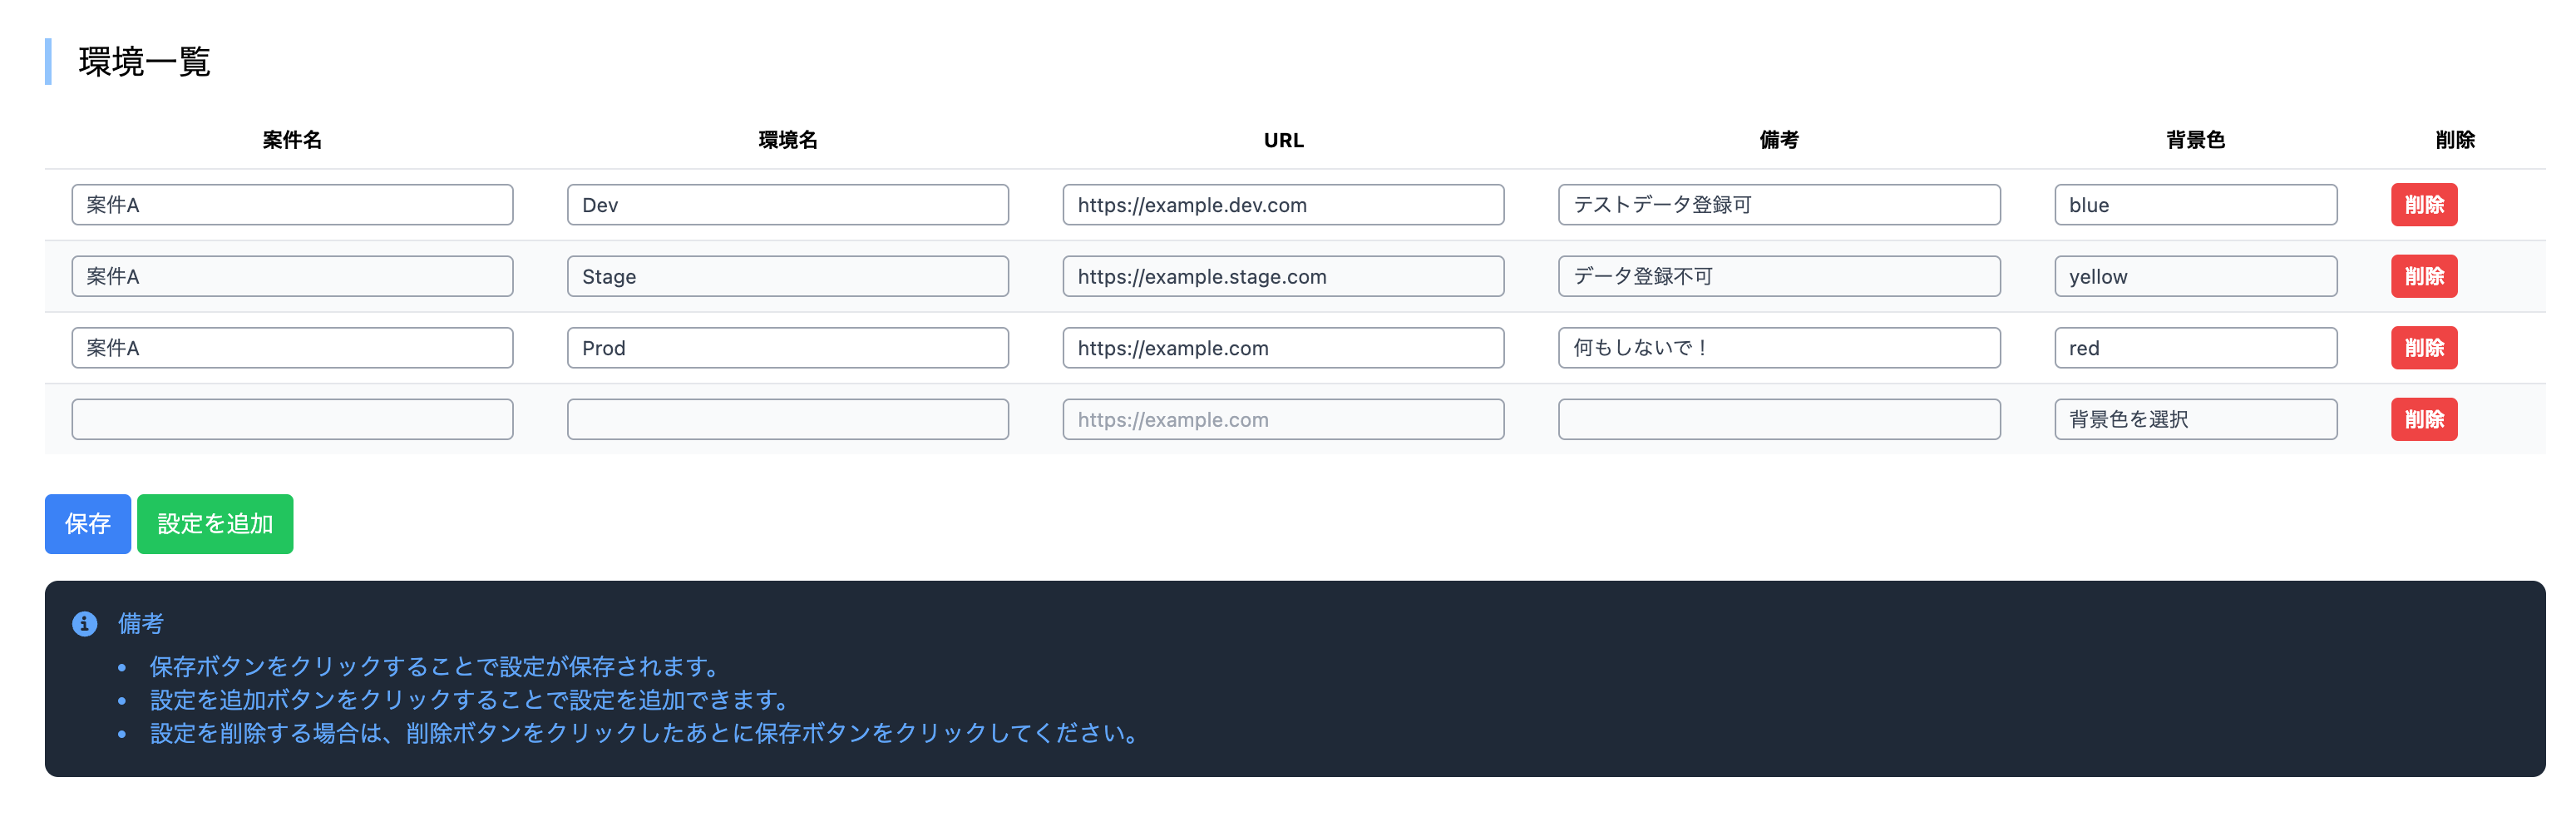 環境一覧
案件名 環境名 URL 備考 背景色 削除
案件A Dev https://example.dev.com テストデータ登録可 blue 削除
案件A Stage https://example.stage.com データ登録不可 yellow 削除
案件A Prod https://example.com 何もしないで！ red 削除
https://example.com 背景色を選択 削除
保存 設定を追加
備考
• 保存ボタンをクリックすることで設定が保存されます。
• 設定を追加ボタンをクリックすることで設定を追加できます。
• 設定を削除する場合は、削除ボタンをクリックしたあとに保存ボタンをクリックしてください。